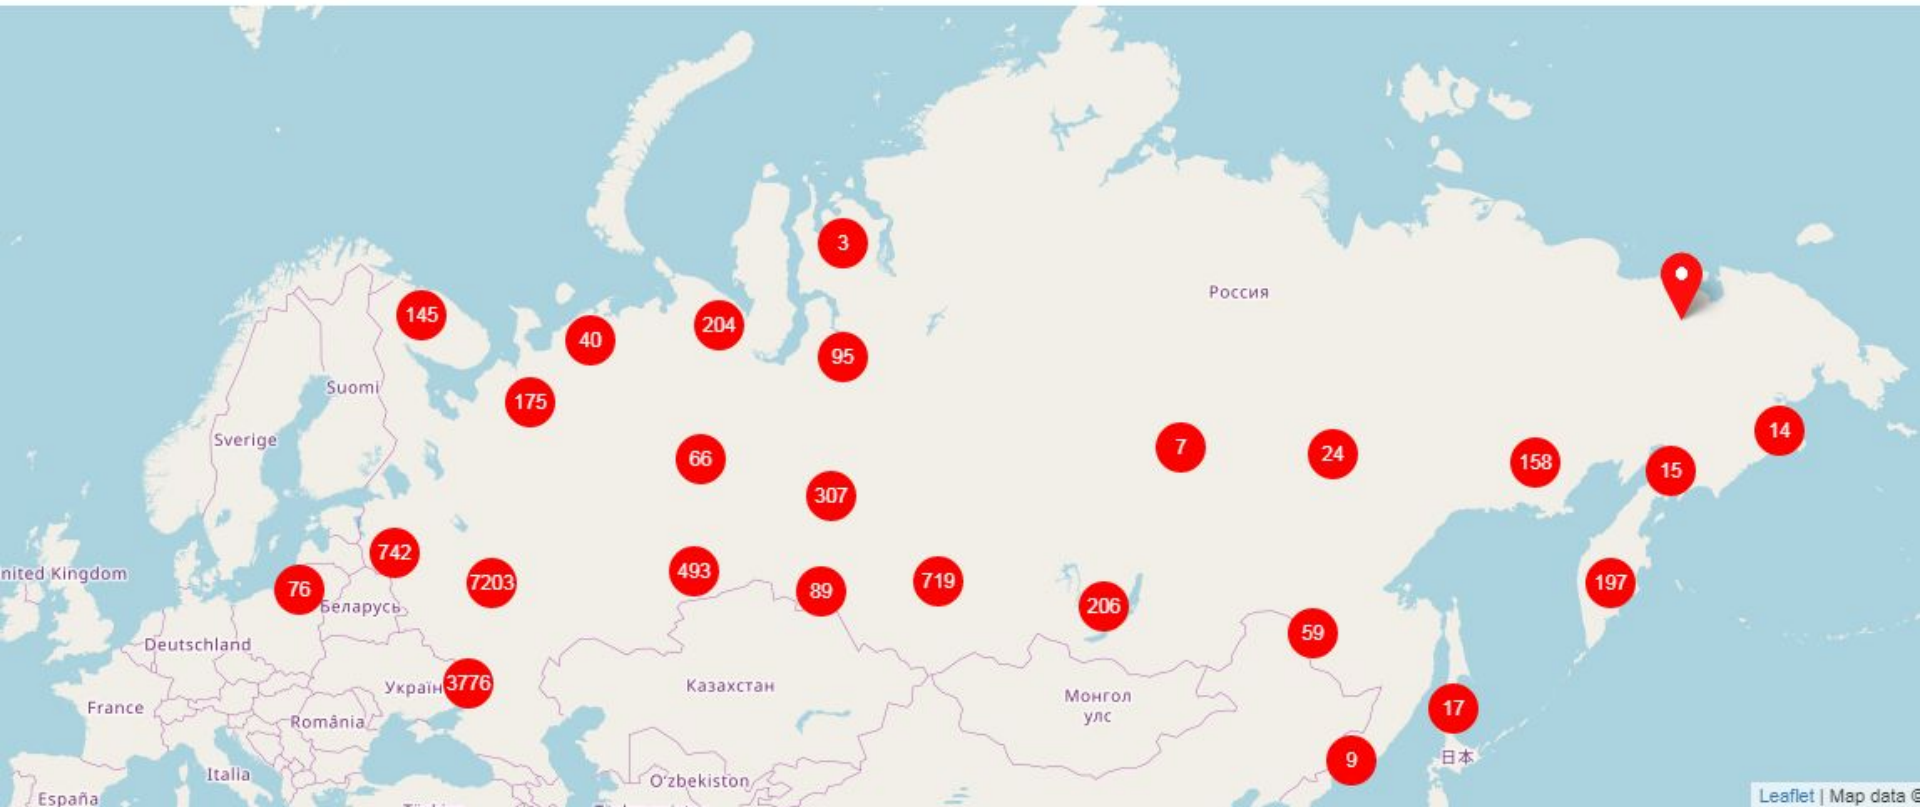 3
Россия
145
204
40
95
Suomi
175
14
Sverige
7
24
66
158
15
307
742
493
719
nited Kingdom
7203
197
76
89
Беларусь
206
59
Deutschland
Україн
3776
Казахстан
Монгол
улс
France
17
România
日本
9
Italia
O'zbekiston
España
Leaflet | Map data ©